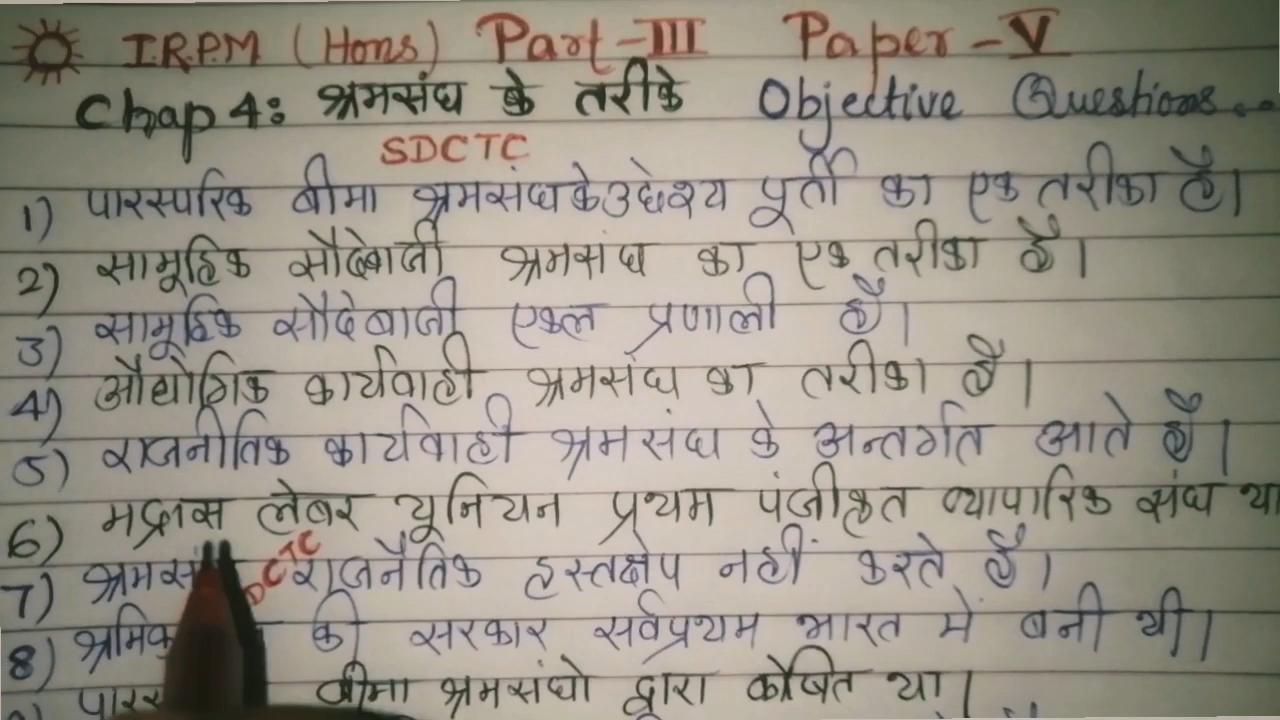 I.R.P.M (Hons) Part-III Paper-V
Chap 4: श्रमसंघ के तरीके Objective Questions...
SDCTC
1) पारस्परिक बीमा श्रमसंघ के उद्देश्य पूर्ती का एक तरीका है।
2) सामूहिक सौदेबाजी श्रमसंघ का एक तरीका है।
3) सामूहिक सौदेबाजी एकल प्रणाली है।
4) औद्योगिक कार्यवाही श्रमसंघ का तरीका है।
5) राजनीतिक कार्यवाही श्रमसंघ के अन्तर्गत आते है।
6) मद्रास लेबर यूनियन प्रथम पंजीकृत व्यापारिक संघ था
7) श्रमसं राजनैतिक हस्तक्षेप नहीं करते है।
DCTC
8) श्रमिक की सरकार सर्वप्रथम भारत में बनी थी।
पार बीमा श्रमसंघो द्वारा कोषित था।